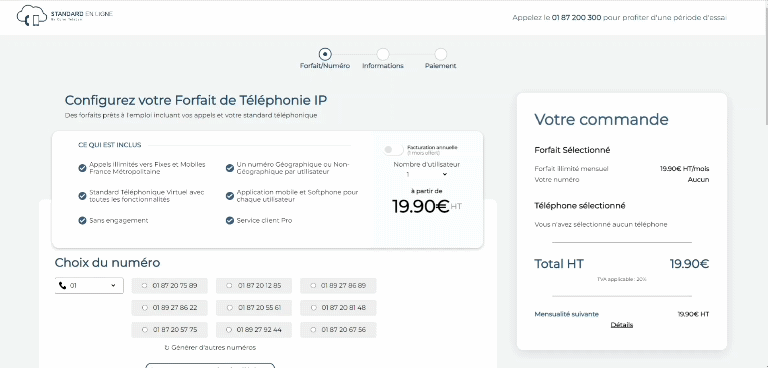 STANDARD EN LIGNE
Appelez le 01 87 200 300 pour profiter d'une période d'essai
Forfait/Numéro
Informations
Paiement
Configurez votre Forfait de Téléphonie IP
Des forfaits prêts à l'emploi incluant vos appels et votre standard téléphonique
CE QUI EST INCLUS
Appels Illimités vers Fixes et Mobiles
France Métropolitaine
Un numéro Géographique ou Non-
Géographique par utilisateur
Standard Téléphonique Virtuel avec
toutes les fonctionnalités
Application mobile et Softphone pour
chaque utilisateur
Sans engagement
Service client Pro
Facturation annuelle
(1 mois offert)
Nombre d'utilisateur
1
à partir de
19.90€HT
Choix du numéro
01
01 87 20 75 89
01 87 20 12 85
01 89 27 86 89
01 89 27 86 22
01 87 20 55 61
01 87 20 81 48
01 87 20 57 75
01 89 27 92 44
01 87 20 67 56
↻ Générer d'autres numéros
Votre commande
Forfait Sélectionné
Forfait Illimité mensuel 19.90€ HT/mois
Votre numéro Aucun
Téléphone sélectionné
Vous n'avez sélectionné aucun téléphone
Total HT 19.90€
TVA applicable : 20%
Mensualité suivante 19.90€ HT
Détails